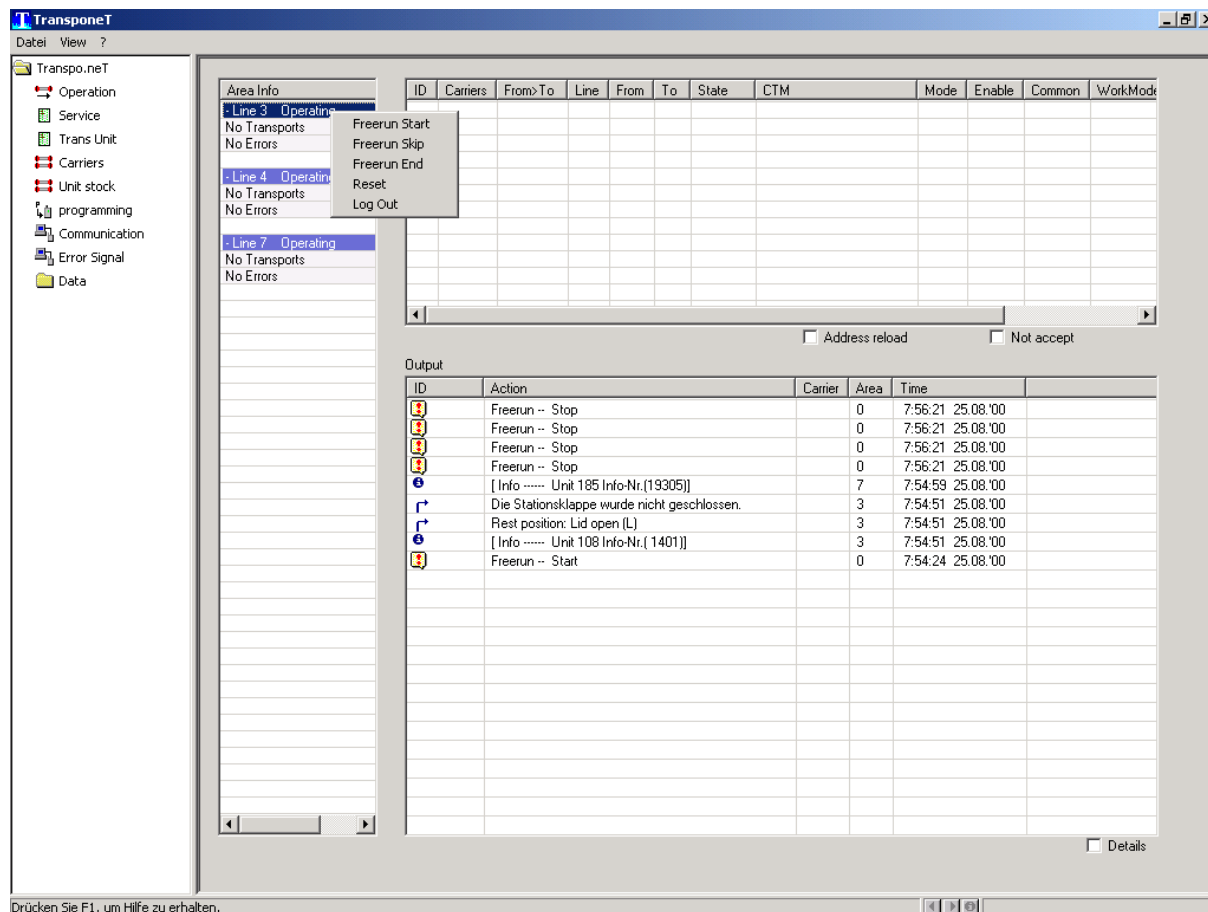 TransponeT
Datei View ?
Transpo.neT
Operation
Service
Trans Unit
Carriers
Unit stock
programming
Communication
Error Signal
Data
Area Info
- Line 3 Operating
No Transports
No Errors
- Line 4 Operating
No Transports
No Errors
- Line 7 Operating
No Transports
No Errors
Freerun Start
Freerun Skip
Freerun End
Reset
Log Out
ID Carriers From>To Line From To State CTM Mode Enable Common WorkMode
Address reload Not accept
Output
ID Action Carrier Area Time
Freerun -- Stop 0 7:56:21 25.08.'00
Freerun -- Stop 0 7:56:21 25.08.'00
Freerun -- Stop 0 7:56:21 25.08.'00
Freerun -- Stop 0 7:56:21 25.08.'00
[ Info ------ Unit 185 Info-Nr.(19305)] 7 7:54:59 25.08.'00
Die Stationsklappe wurde nicht geschlossen. 3 7:54:51 25.08.'00
Rest position: Lid open (L) 3 7:54:51 25.08.'00
[ Info ------ Unit 108 Info-Nr.( 1401)] 3 7:54:51 25.08.'00
Freerun -- Start 0 7:54:24 25.08.'00
Details
Drücken Sie F1, um Hilfe zu erhalten.